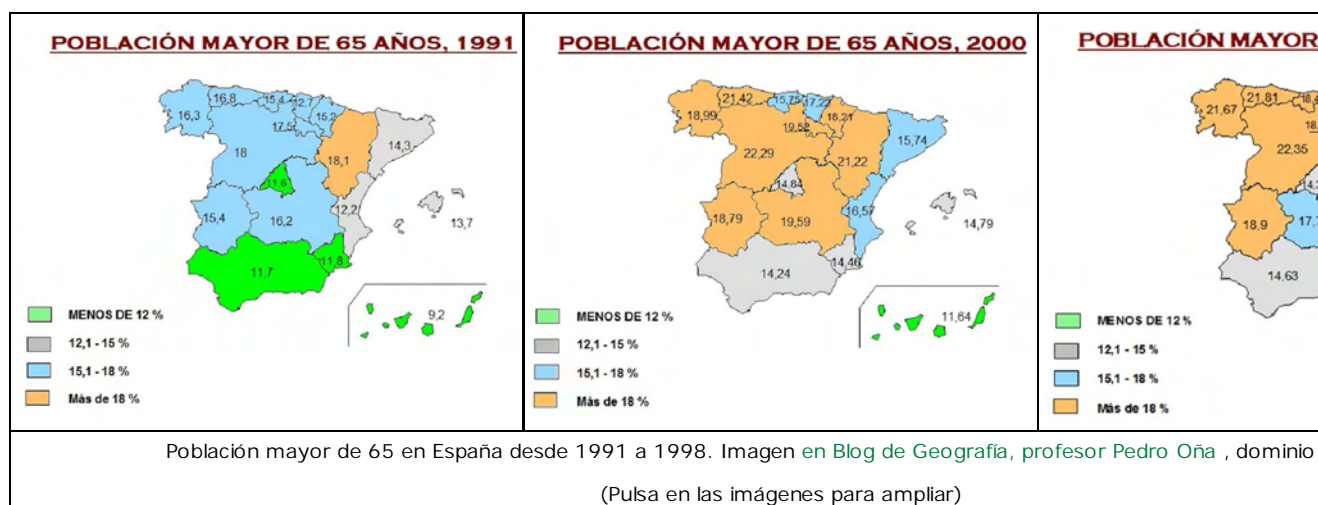 POBLACIÓN MAYOR DE 65 AÑOS, 1991
16,3
16,8
15,4
12,7
15,2
17,5
18
18,1
14,3
11,6
15,4
16,2
12,2
13,7
11,7
11,8
9,2
MENOS DE 12 %
12,1 - 15 %
15,1 - 18 %
Más de 18 %
POBLACIÓN MAYOR DE 65 AÑOS, 2000
18,99
21,42
15,75
17,22
18,21
19,52
22,29
21,22
15,74
14,84
18,79
19,59
16,57
14,79
14,24
14,46
11,64
MENOS DE 12 %
12,1 - 15 %
15,1 - 18 %
Más de 18 %
POBLACIÓN MAYOR
21,67
21,81
22,35
18,9
14,63
MENOS DE 12 %
12,1 - 15 %
15,1 - 18 %
Más de 18 %
Población mayor de 65 en España desde 1991 a 1998. Imagen en Blog de Geografía, profesor Pedro Oña , dominio
(Pulsa en las imágenes para ampliar)